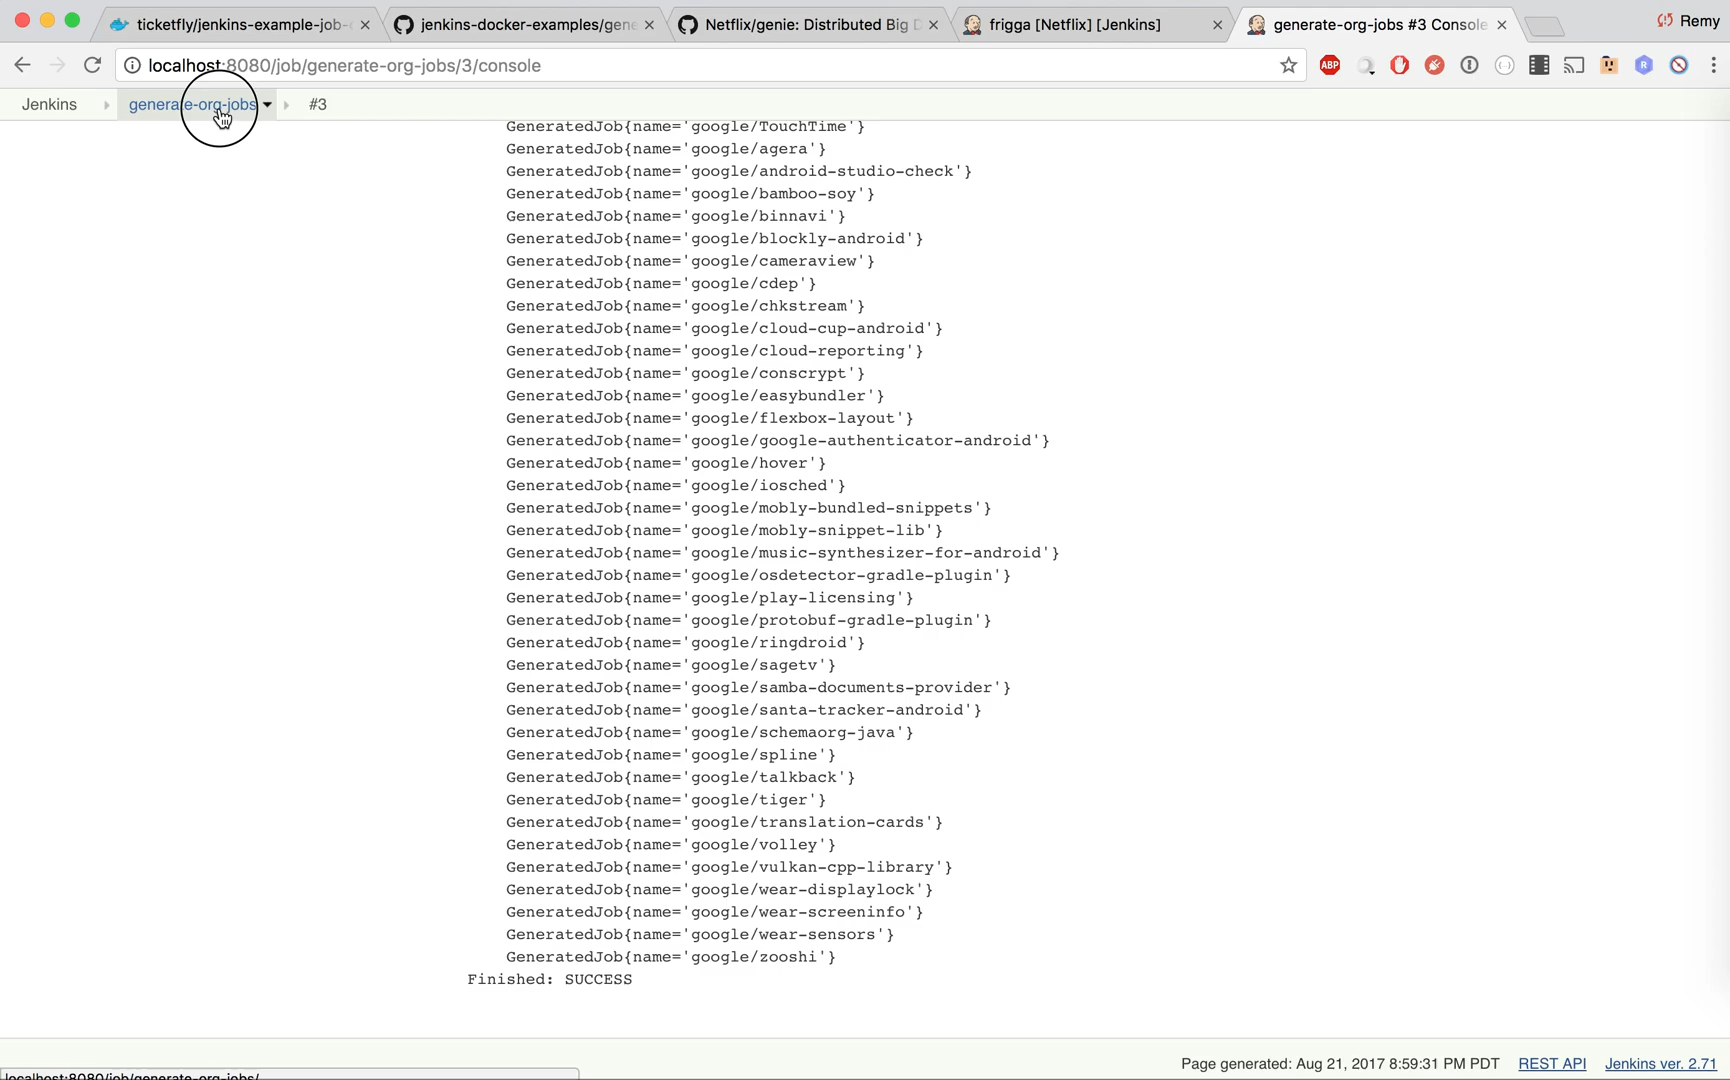 ticketfly/jenkins-example-job-
jenkins-docker-examples/gene
Netflix/genie: Distributed Big D
frigga [Netflix] [Jenkins]
generate-org-jobs #3 Console
Remy
localhost:8080/job/generate-org-jobs/3/console
ABP
R
Jenkins
generate-org-jobs
#3
GeneratedJob{name='google/TouchTime'}
GeneratedJob{name='google/agera'}
GeneratedJob{name='google/android-studio-check'}
GeneratedJob{name='google/bamboo-soy'}
GeneratedJob{name='google/binnavi'}
GeneratedJob{name='google/blockly-android'}
GeneratedJob{name='google/cameraview'}
GeneratedJob{name='google/cdep'}
GeneratedJob{name='google/chkstream'}
GeneratedJob{name='google/cloud-cup-android'}
GeneratedJob{name='google/cloud-reporting'}
GeneratedJob{name='google/conscrypt'}
GeneratedJob{name='google/easybundler'}
GeneratedJob{name='google/flexbox-layout'}
GeneratedJob{name='google/google-authenticator-android'}
GeneratedJob{name='google/hover'}
GeneratedJob{name='google/iosched'}
GeneratedJob{name='google/mobly-bundled-snippets'}
GeneratedJob{name='google/mobly-snippet-lib'}
GeneratedJob{name='google/music-synthesizer-for-android'}
GeneratedJob{name='google/osdetector-gradle-plugin'}
GeneratedJob{name='google/play-licensing'}
GeneratedJob{name='google/protobuf-gradle-plugin'}
GeneratedJob{name='google/ringdroid'}
GeneratedJob{name='google/sagetv'}
GeneratedJob{name='google/samba-documents-provider'}
GeneratedJob{name='google/santa-tracker-android'}
GeneratedJob{name='google/schemaorg-java'}
GeneratedJob{name='google/spline'}
GeneratedJob{name='google/talkback'}
GeneratedJob{name='google/tiger'}
GeneratedJob{name='google/translation-cards'}
GeneratedJob{name='google/volley'}
GeneratedJob{name='google/vulkan-cpp-library'}
GeneratedJob{name='google/wear-displaylock'}
GeneratedJob{name='google/wear-screeninfo'}
GeneratedJob{name='google/wear-sensors'}
GeneratedJob{name='google/zooshi'}
Finished: SUCCESS
Page generated: Aug 21, 2017 8:59:31 PM PDT
REST API
Jenkins ver. 2.71
localhost:8080/job/generate-org-jobs/